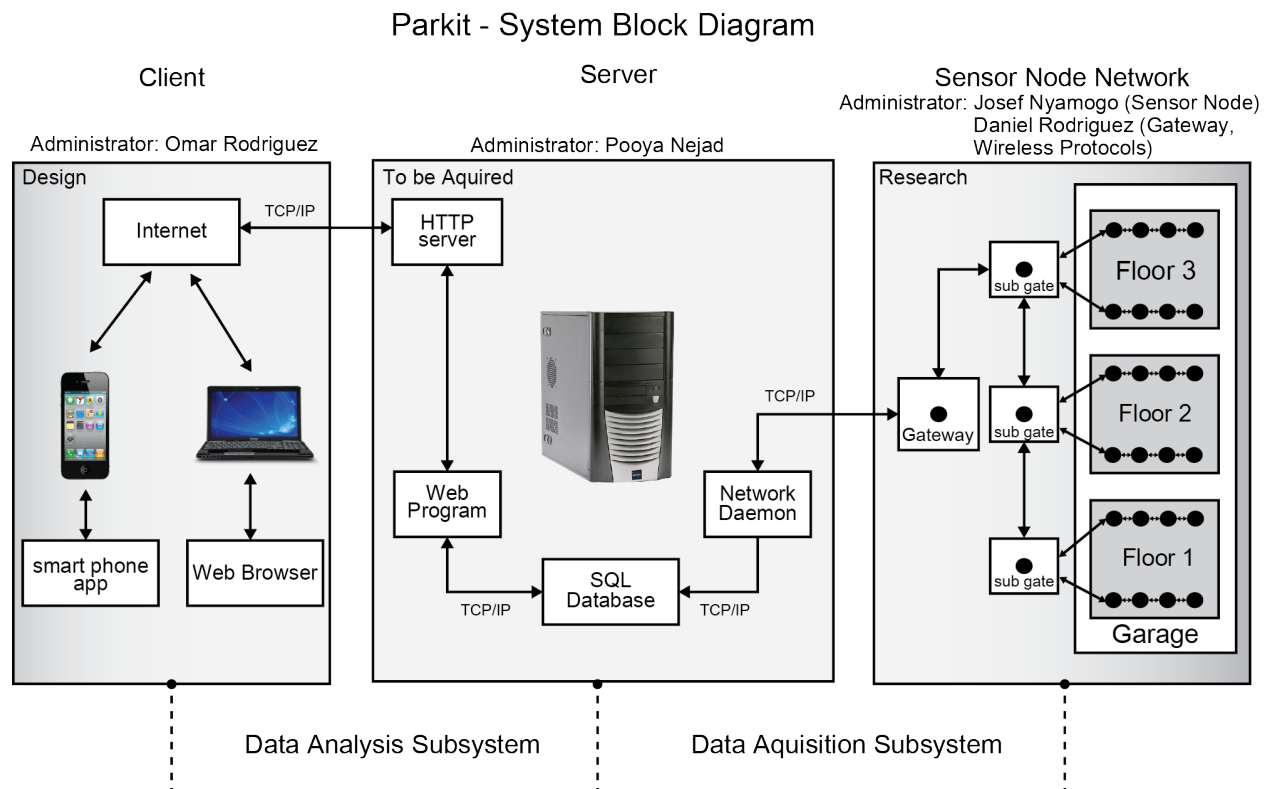 Parkit - System Block Diagram
Client
Server
Sensor Node Network
Administrator: Omar Rodriguez
Administrator: Pooya Nejad
Administrator: Josef Nyamogo (Sensor Node)
Daniel Rodriguez (Gateway,
Wireless Protocols)
Design
Internet
TCP/IP
smart phone
app
Web Browser
To be Aquired
HTTP
server
Web
Program
TCP/IP
SQL
Database
TCP/IP
Network
Daemon
TCP/IP
Research
Gateway
sub gate
sub gate
sub gate
Floor 3
Floor 2
Floor 1
Garage
Data Analysis Subsystem
Data Aquisition Subsystem